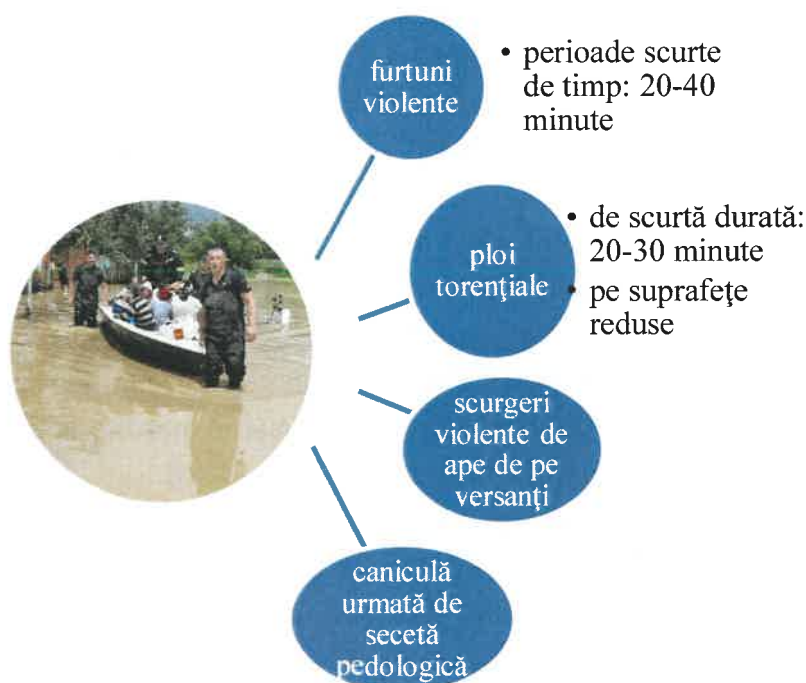 furtuni
violente
• perioade scurte
de timp: 20-40
minute
ploi
torenţiale
• de scurtă durată:
20-30 minute
• pe suprafeţe
reduse
scurgeri
violente de
ape de pe
versanţi
caniculă
urmată de
secetă
pedologică